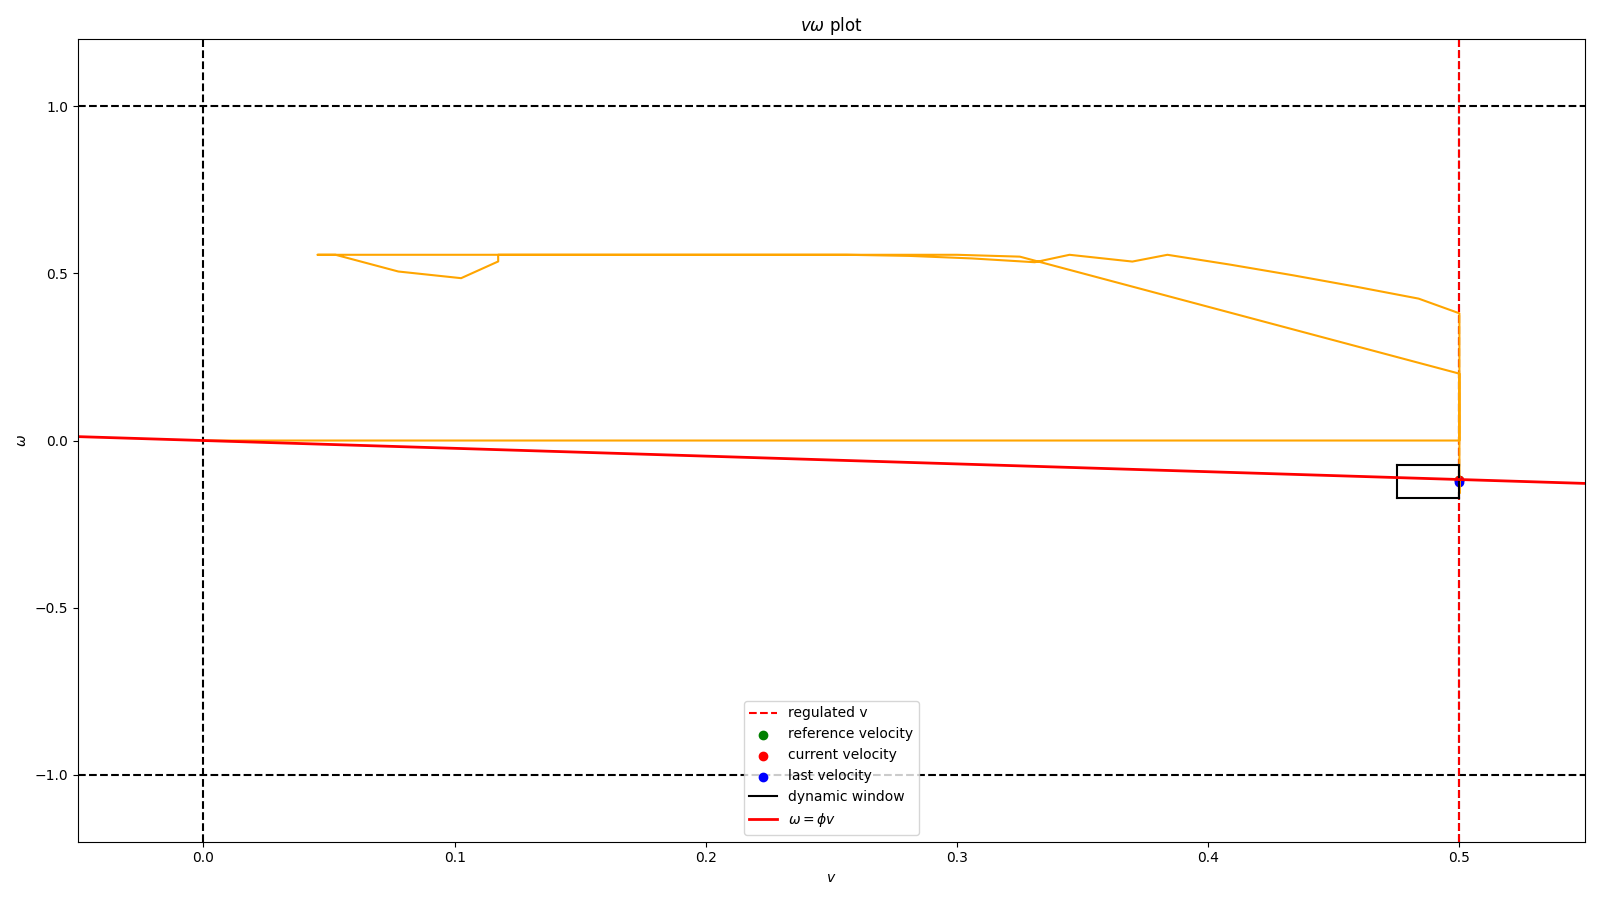 vω plot
1.0
0.5
0.0
−0.5
−1.0
ω
regulated v
reference velocity
current velocity
last velocity
dynamic window
ω = ϕv
0.0 0.1 0.2 0.3 0.4 0.5
v